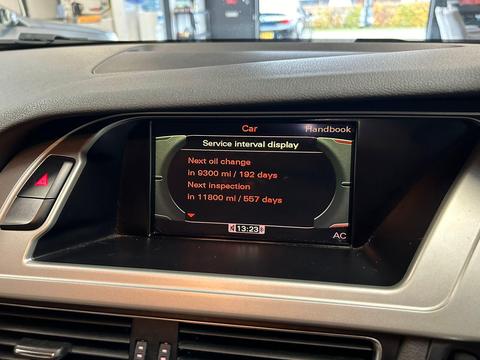 Car
Handbook
Service interval display
Next oil change
in 9300 mi / 192 days
Next inspection
in 11800 mi / 557 days
13:23
AC